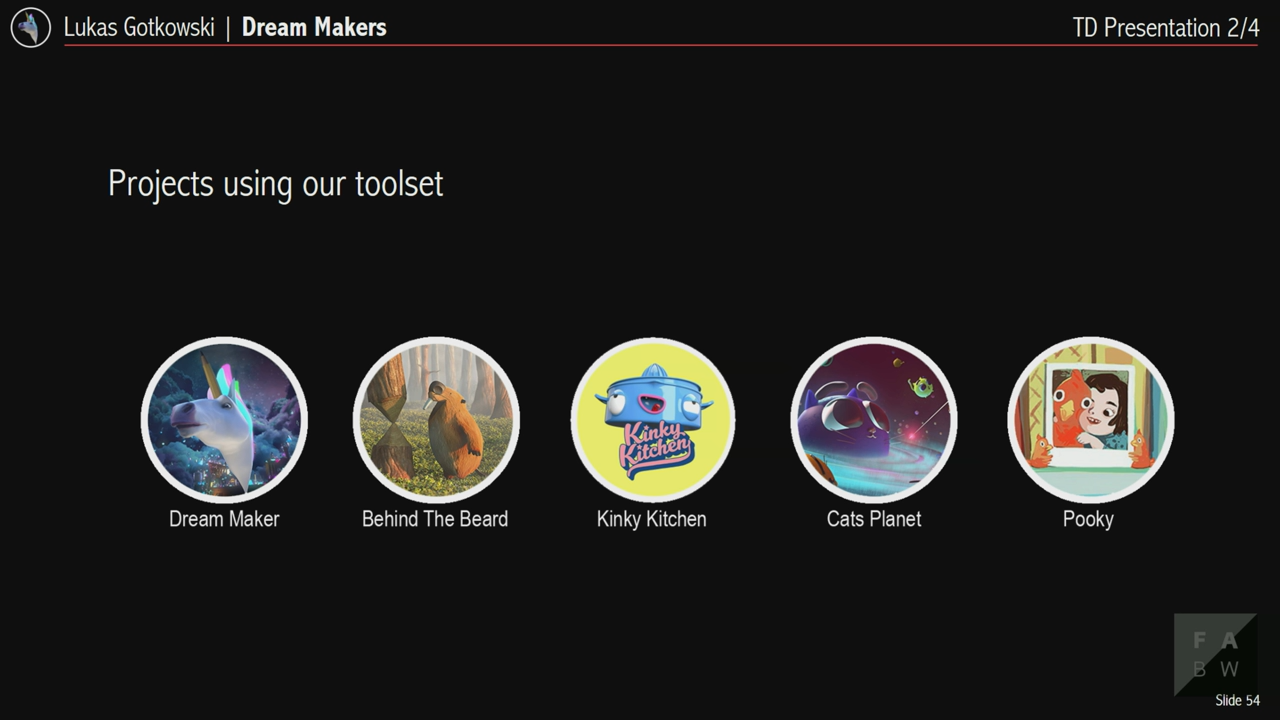 Lukas Gotkowski | Dream Makers
TD Presentation 2/4
Projects using our toolset
Kinky
Kitchen
Dream Maker
Behind The Beard
Kinky Kitchen
Cats Planet
Pooky
F A
B W
Slide 54